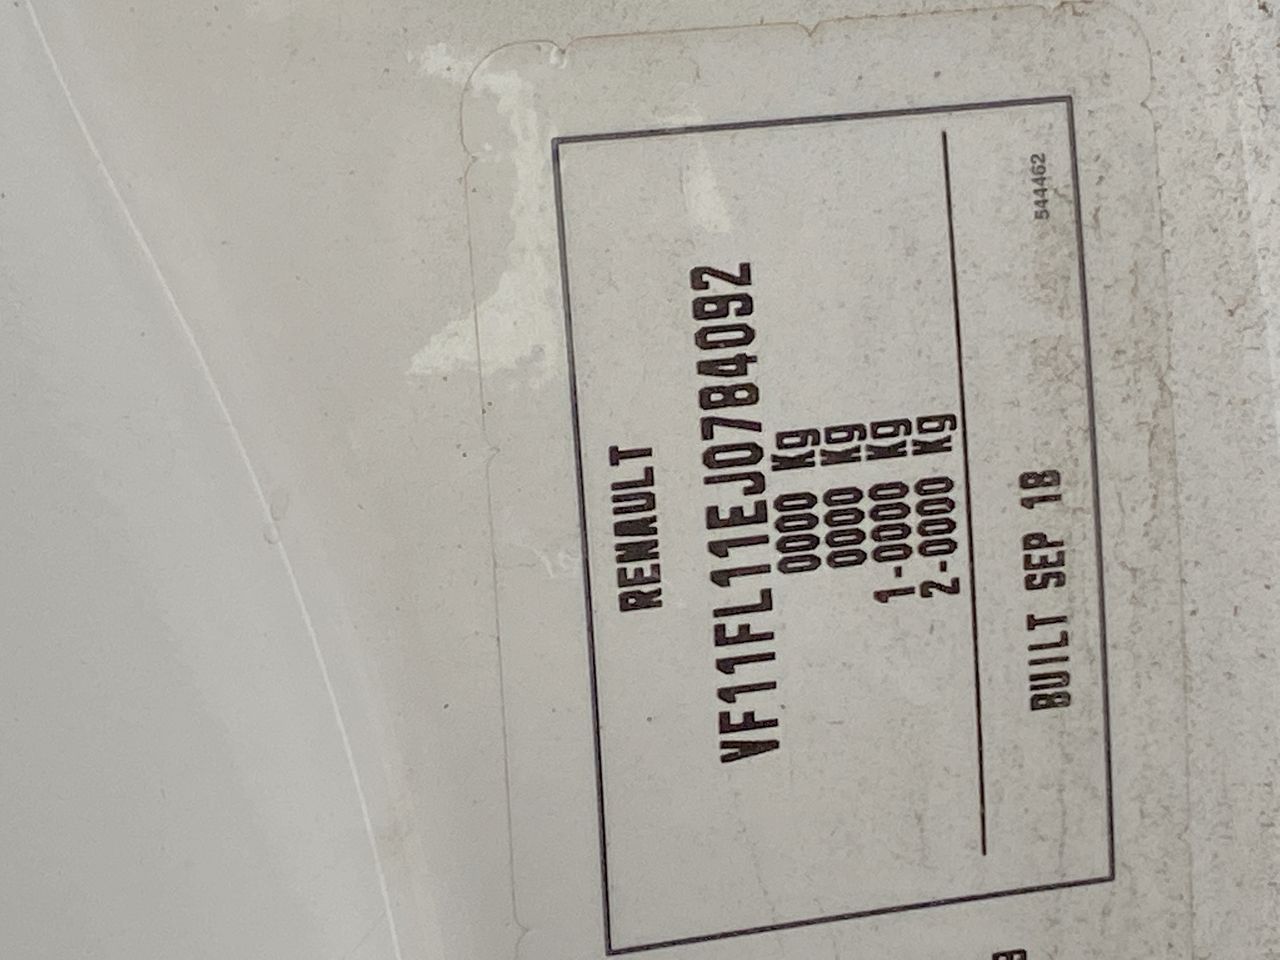 RENAULT
VF11FL11EJ0784092
0000 Kg
0000 Kg
1-0000 Kg
2-0000 Kg
BUILT SEP 18
544462